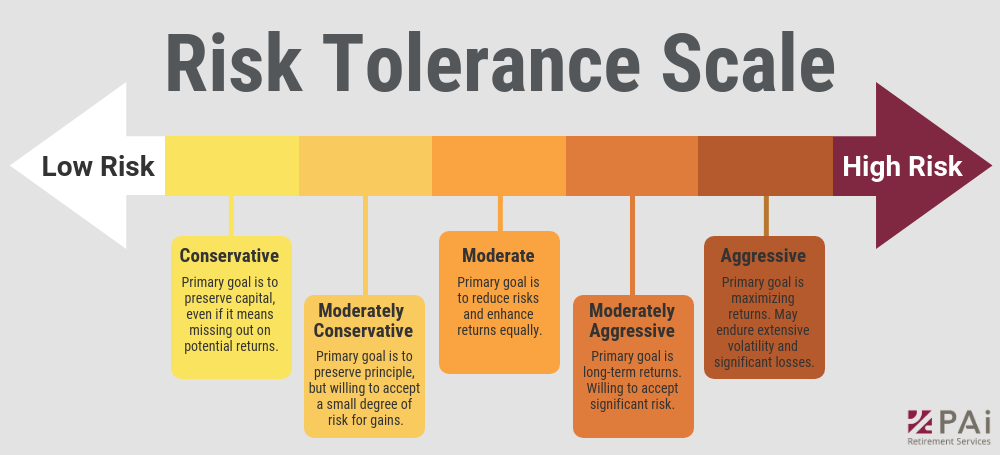 Risk Tolerance Scale
Low Risk
High Risk
Conservative
Primary goal is to
preserve capital,
even if it means
missing out on
potential returns.
Moderately
Conservative
Primary goal is to
preserve principle,
but willing to accept
a small degree of
risk for gains.
Moderate
Primary goal is
to reduce risks
and enhance
returns equally.
Moderately
Aggressive
Primary goal is
long-term returns.
Willing to accept
significant risk.
Aggressive
Primary goal is
maximizing
returns. May
endure extensive
volatility and
significant losses.
PAi
Retirement Services